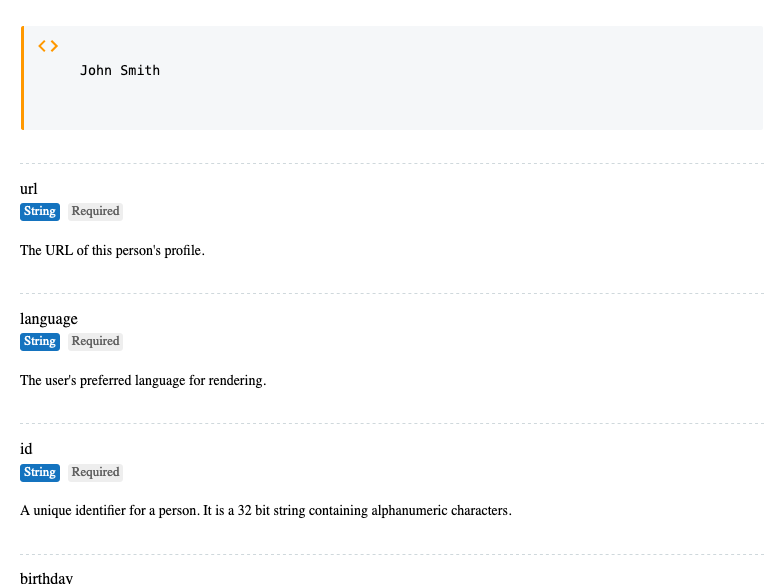 <>
John Smith
url
String Required
The URL of this person's profile.
language
String Required
The user's preferred language for rendering.
id
String Required
A unique identifier for a person. It is a 32 bit string containing alphanumeric characters.
birthday